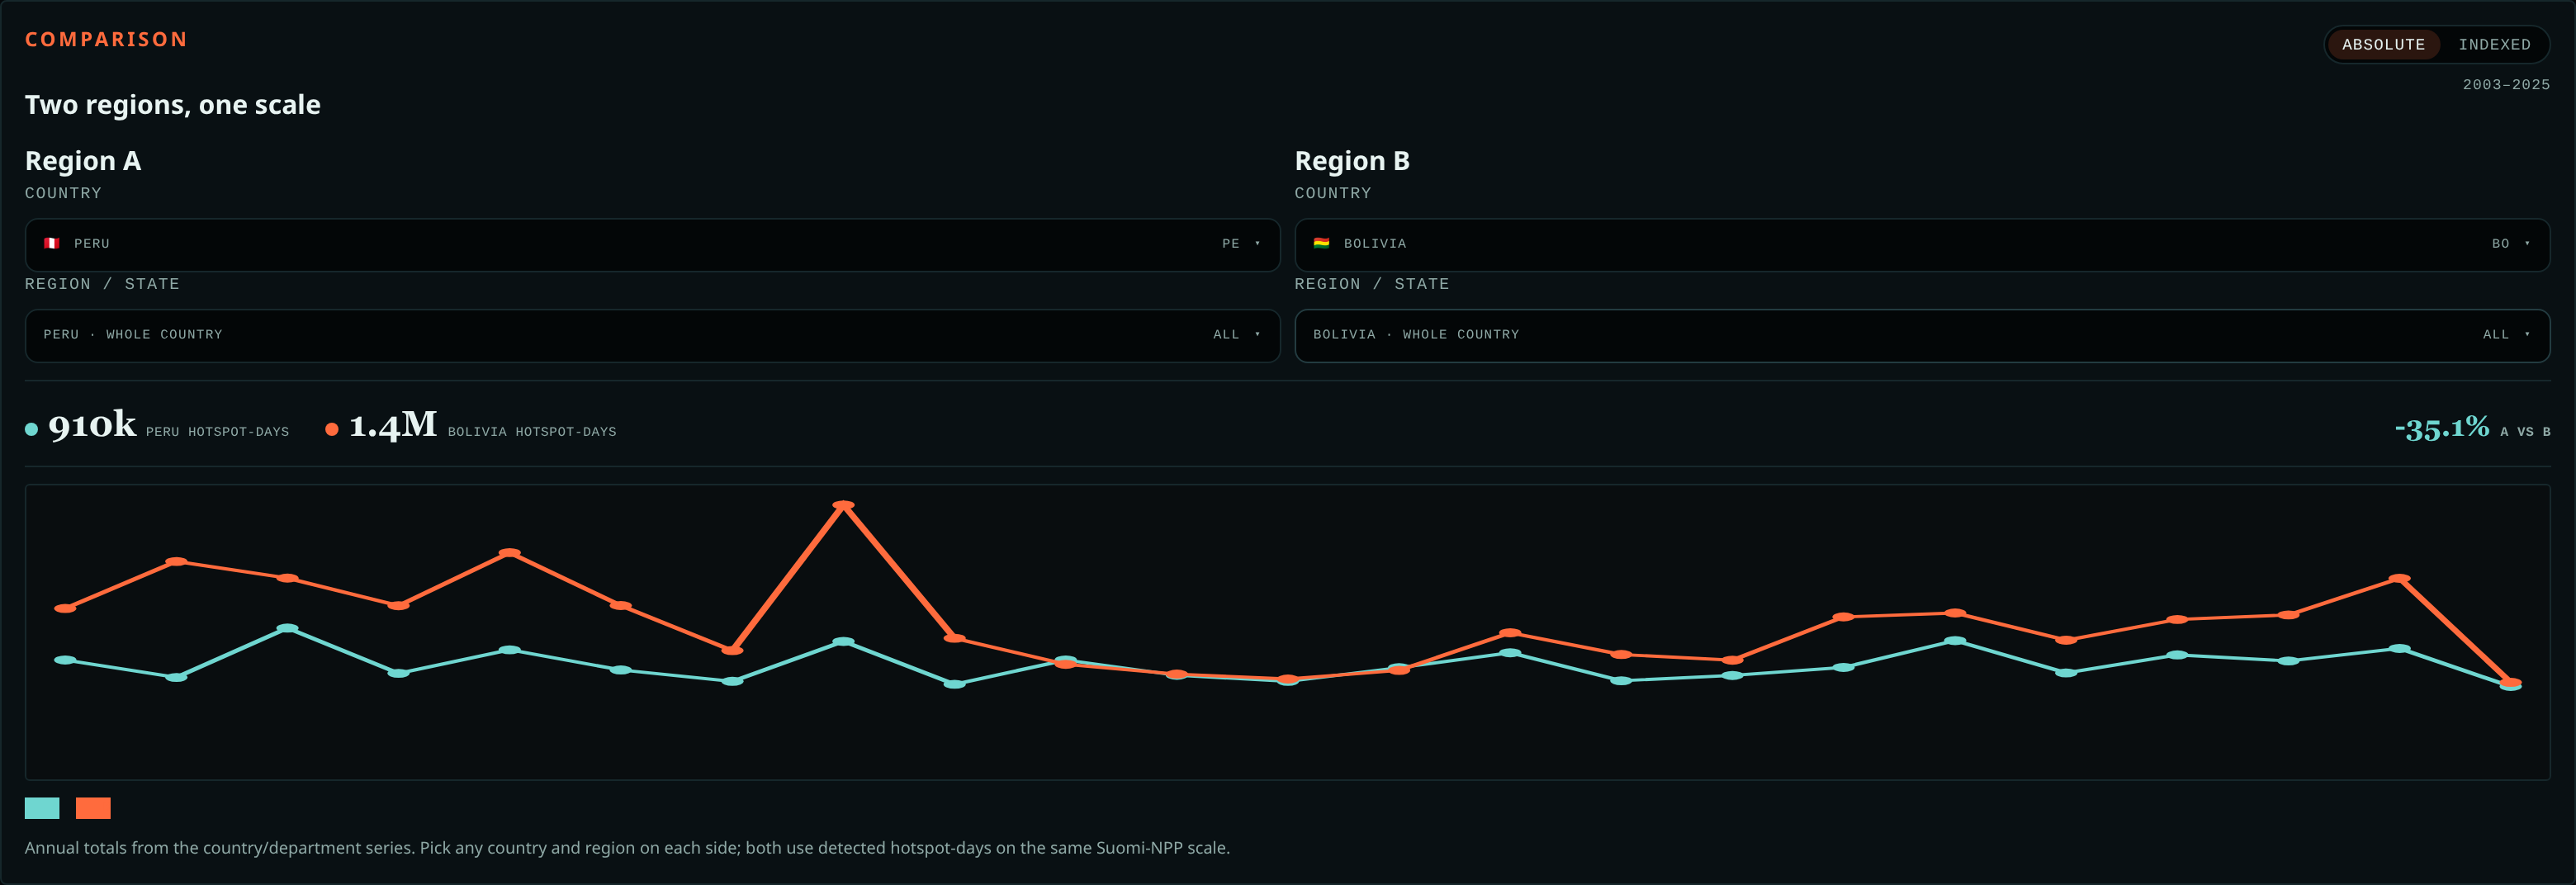 COMPARISON
ABSOLUTE INDEXED
2003–2025
Two regions, one scale
Region A
COUNTRY
PERU PE ▾
REGION / STATE
PERU · WHOLE COUNTRY ALL ▾
Region B
COUNTRY
BOLIVIA BO ▾
REGION / STATE
BOLIVIA · WHOLE COUNTRY ALL ▾
910k PERU HOTSPOT-DAYS
1.4M BOLIVIA HOTSPOT-DAYS
-35.1% A VS B
Annual totals from the country/department series. Pick any country and region on each side; both use detected hotspot-days on the same Suomi-NPP scale.